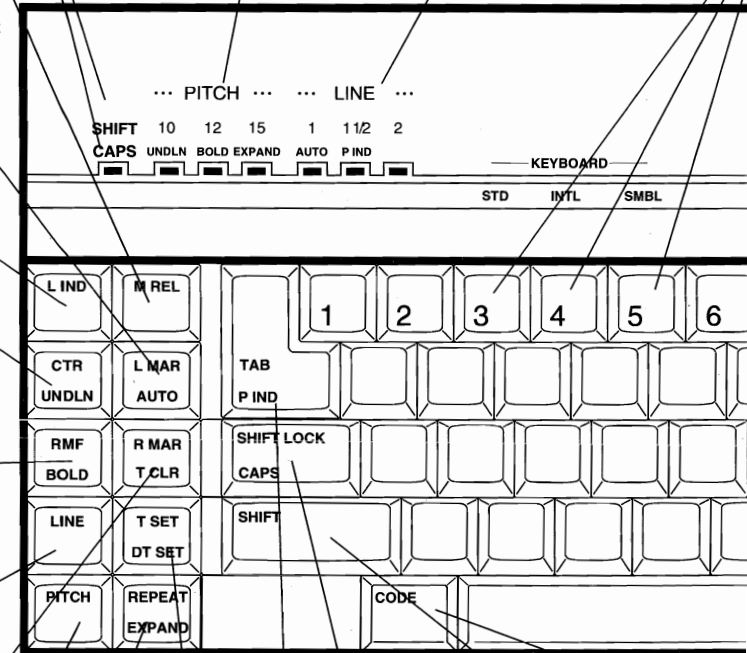 ··· PITCH ··· ··· LINE ···
SHIFT 10 12 15 1 1 1/2 2
CAPS UNDLN BOLD EXPAND AUTO P IND
KEYBOARD
STD INTL SMBL
L IND M REL
1 2 3 4 5 6
CTR L MAR TAB
UNDLN AUTO P IND
RMF R MAR SHIFT LOCK
BOLD T CLR CAPS
LINE T SET SHIFT
DT SET
PITCH REPEAT CODE
EXPAND